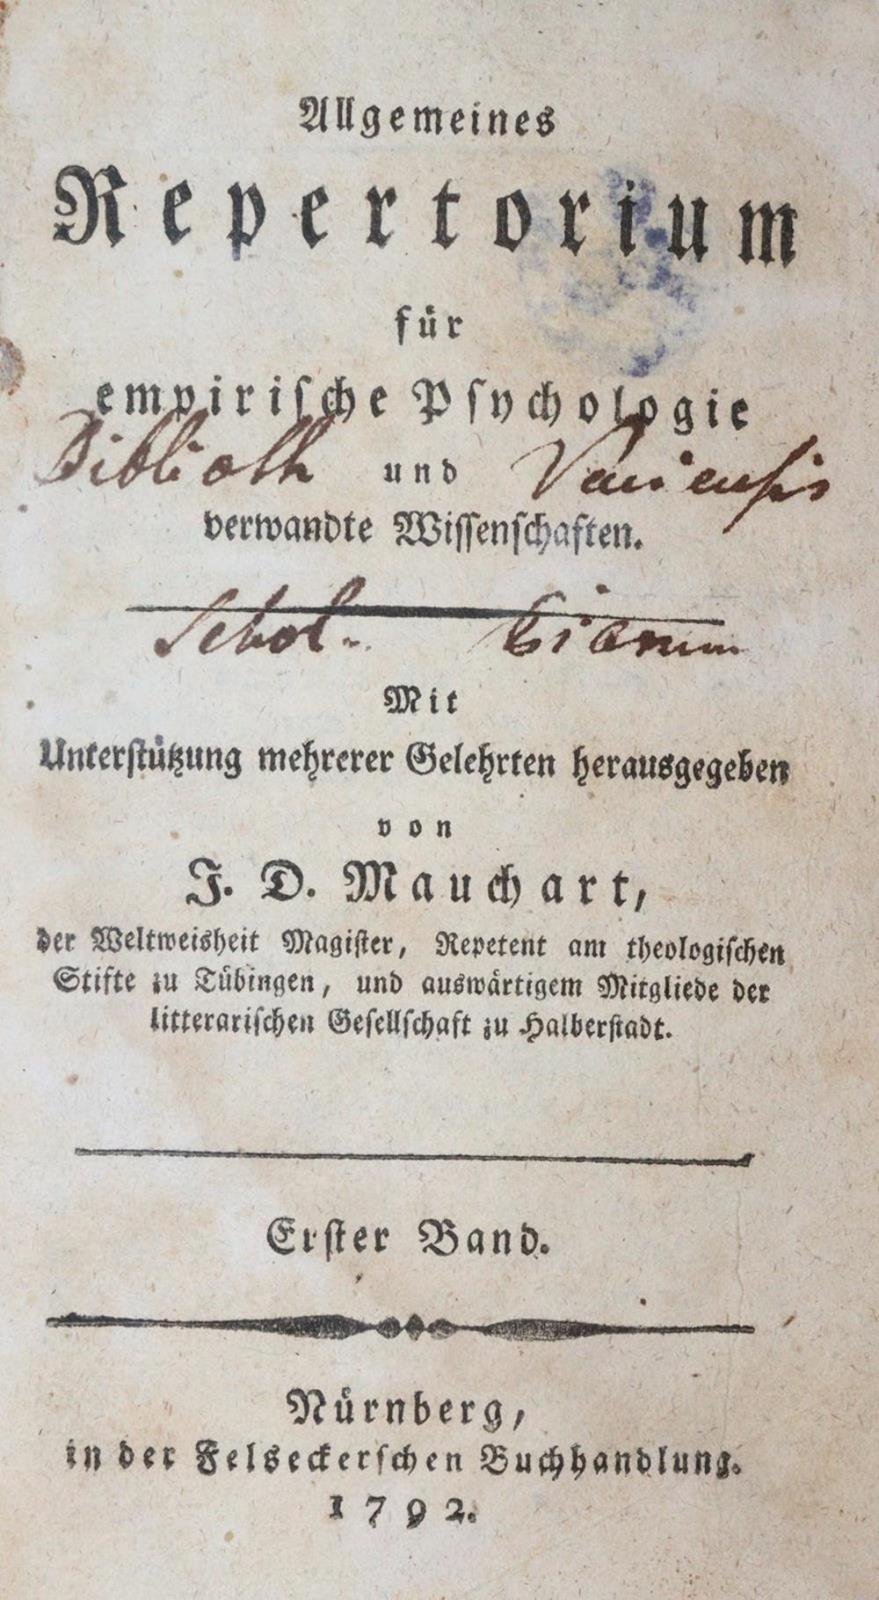 Allgemeines
Repertorium
für
empirische Psychologie
Biblioth
und
verwandte Wissenschaften.
Schol.
Mit
Unterstützung mehrerer Gelehrten herausgegeben
von
J. D. Mauchart,
der Weltweisheit Magister, Repetent am theologischen
Stifte zu Tübingen, und auswärtigem Mitgliede der
litterarischen Gesellschaft zu Halberstadt.
Erster Band.
Nürnberg,
in der Felseckerschen Buchhandlung.
1792.